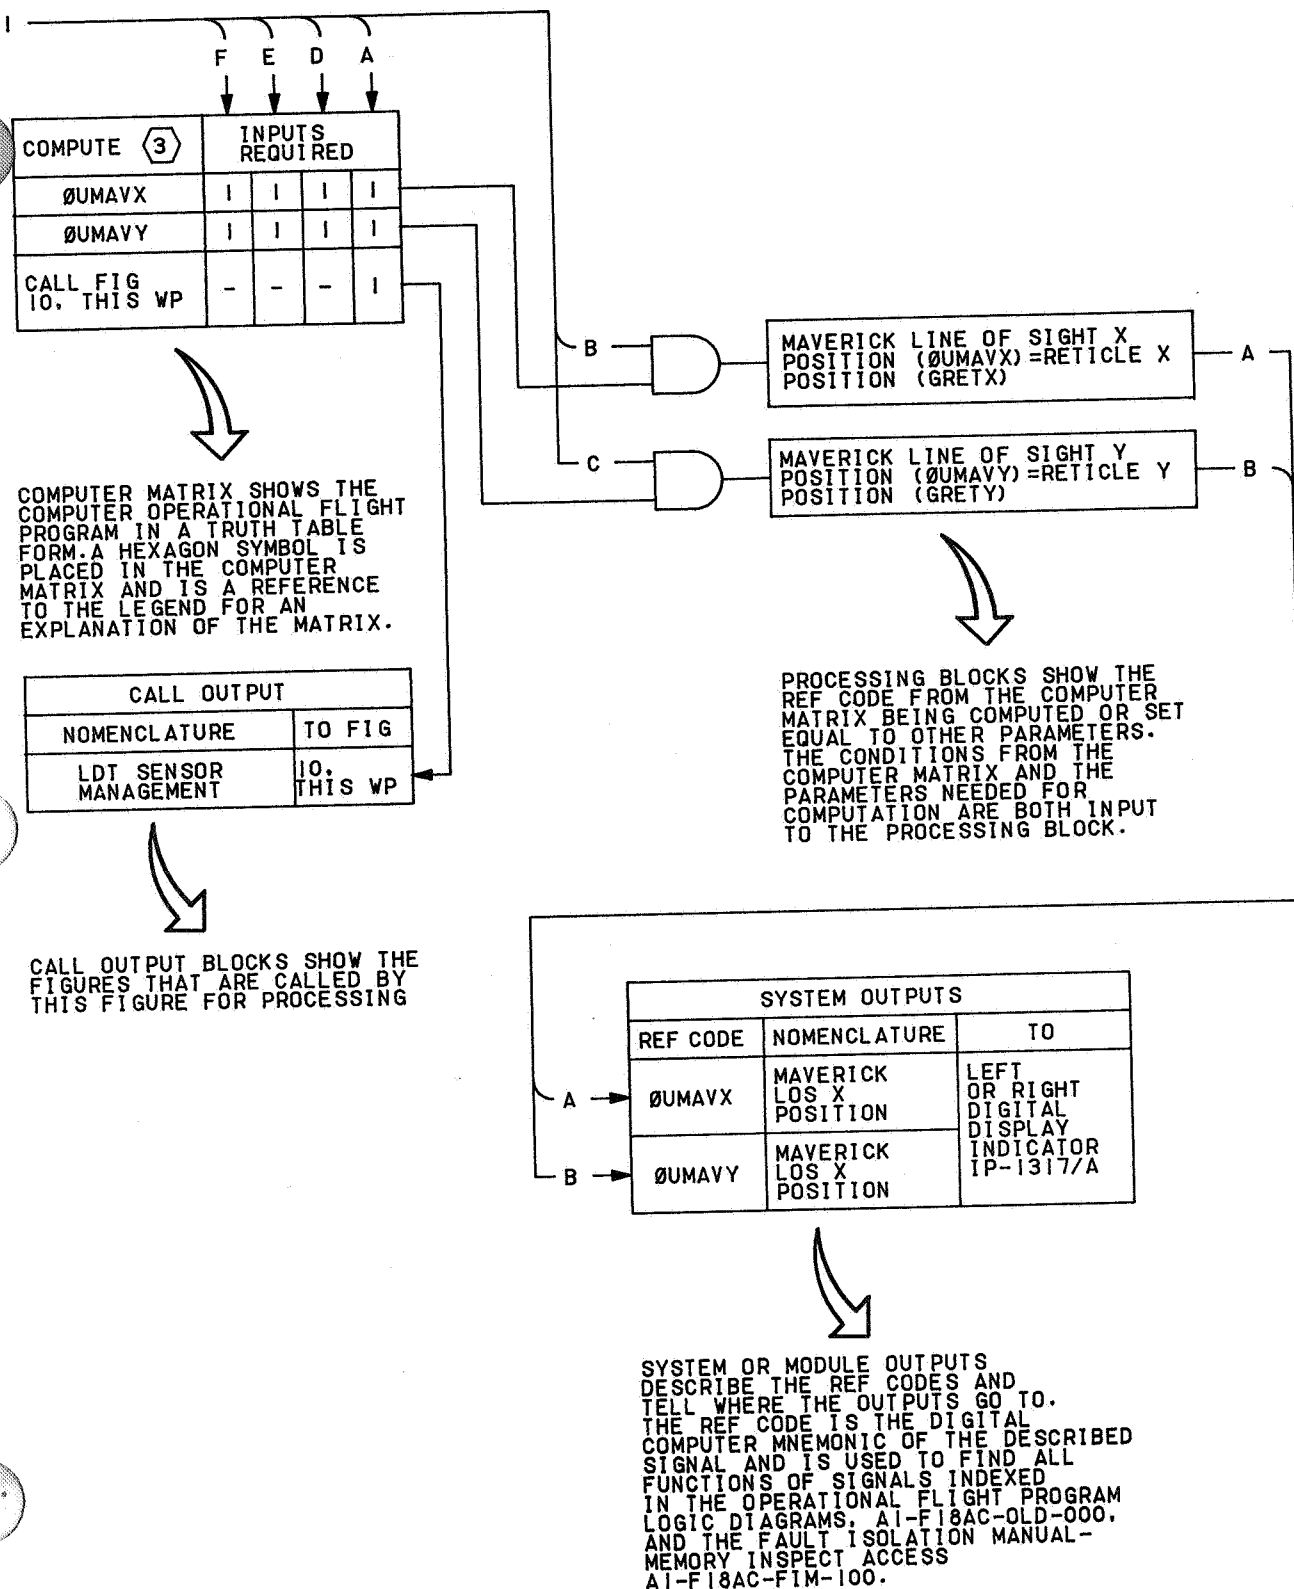 1
F E D A
COMPUTE 3 INPUTS REQUIRED
ØUMAVX 1 1 1 1
ØUMAVY 1 1 1 1
CALL FIG
10, THIS WP - - - 1
B
MAVERICK LINE OF SIGHT X
POSITION (ØUMAVX)=RETICLE X
POSITION (GRETX)
A
C
MAVERICK LINE OF SIGHT Y
POSITION (ØUMAVY)=RETICLE Y
POSITION (GRETY)
B
COMPUTER MATRIX SHOWS THE
COMPUTER OPERATIONAL FLIGHT
PROGRAM IN A TRUTH TABLE
FORM.A HEXAGON SYMBOL IS
PLACED IN THE COMPUTER
MATRIX AND IS A REFERENCE
TO THE LEGEND FOR AN
EXPLANATION OF THE MATRIX.
PROCESSING BLOCKS SHOW THE
REF CODE FROM THE COMPUTER
MATRIX BEING COMPUTED OR SET
EQUAL TO OTHER PARAMETERS.
THE CONDITIONS FROM THE
COMPUTER MATRIX AND THE
PARAMETERS NEEDED FOR
COMPUTATION ARE BOTH INPUT
TO THE PROCESSING BLOCK.
CALL OUTPUT
NOMENCLATURE TO FIG
LDT SENSOR
MANAGEMENT
10,
THIS WP
CALL OUTPUT BLOCKS SHOW THE
FIGURES THAT ARE CALLED BY
THIS FIGURE FOR PROCESSING
SYSTEM OUTPUTS
REF CODE NOMENCLATURE TO
A
ØUMAVX
MAVERICK
LOS X
POSITION
B
ØUMAVY
MAVERICK
LOS X
POSITION
LEFT
OR RIGHT
DIGITAL
DISPLAY
INDICATOR
IP-1317/A
SYSTEM OR MODULE OUTPUTS
DESCRIBE THE REF CODES AND
TELL WHERE THE OUTPUTS GO TO.
THE REF CODE IS THE DIGITAL
COMPUTER MNEMONIC OF THE DESCRIBED
SIGNAL AND IS USED TO FIND ALL
FUNCTIONS OF SIGNALS INDEXED
IN THE OPERATIONAL FLIGHT PROGRAM
LOGIC DIAGRAMS, A1-F18AC-OLD-000,
AND THE FAULT ISOLATION MANUAL-
MEMORY INSPECT ACCESS
A1-F18AC-FIM-100.